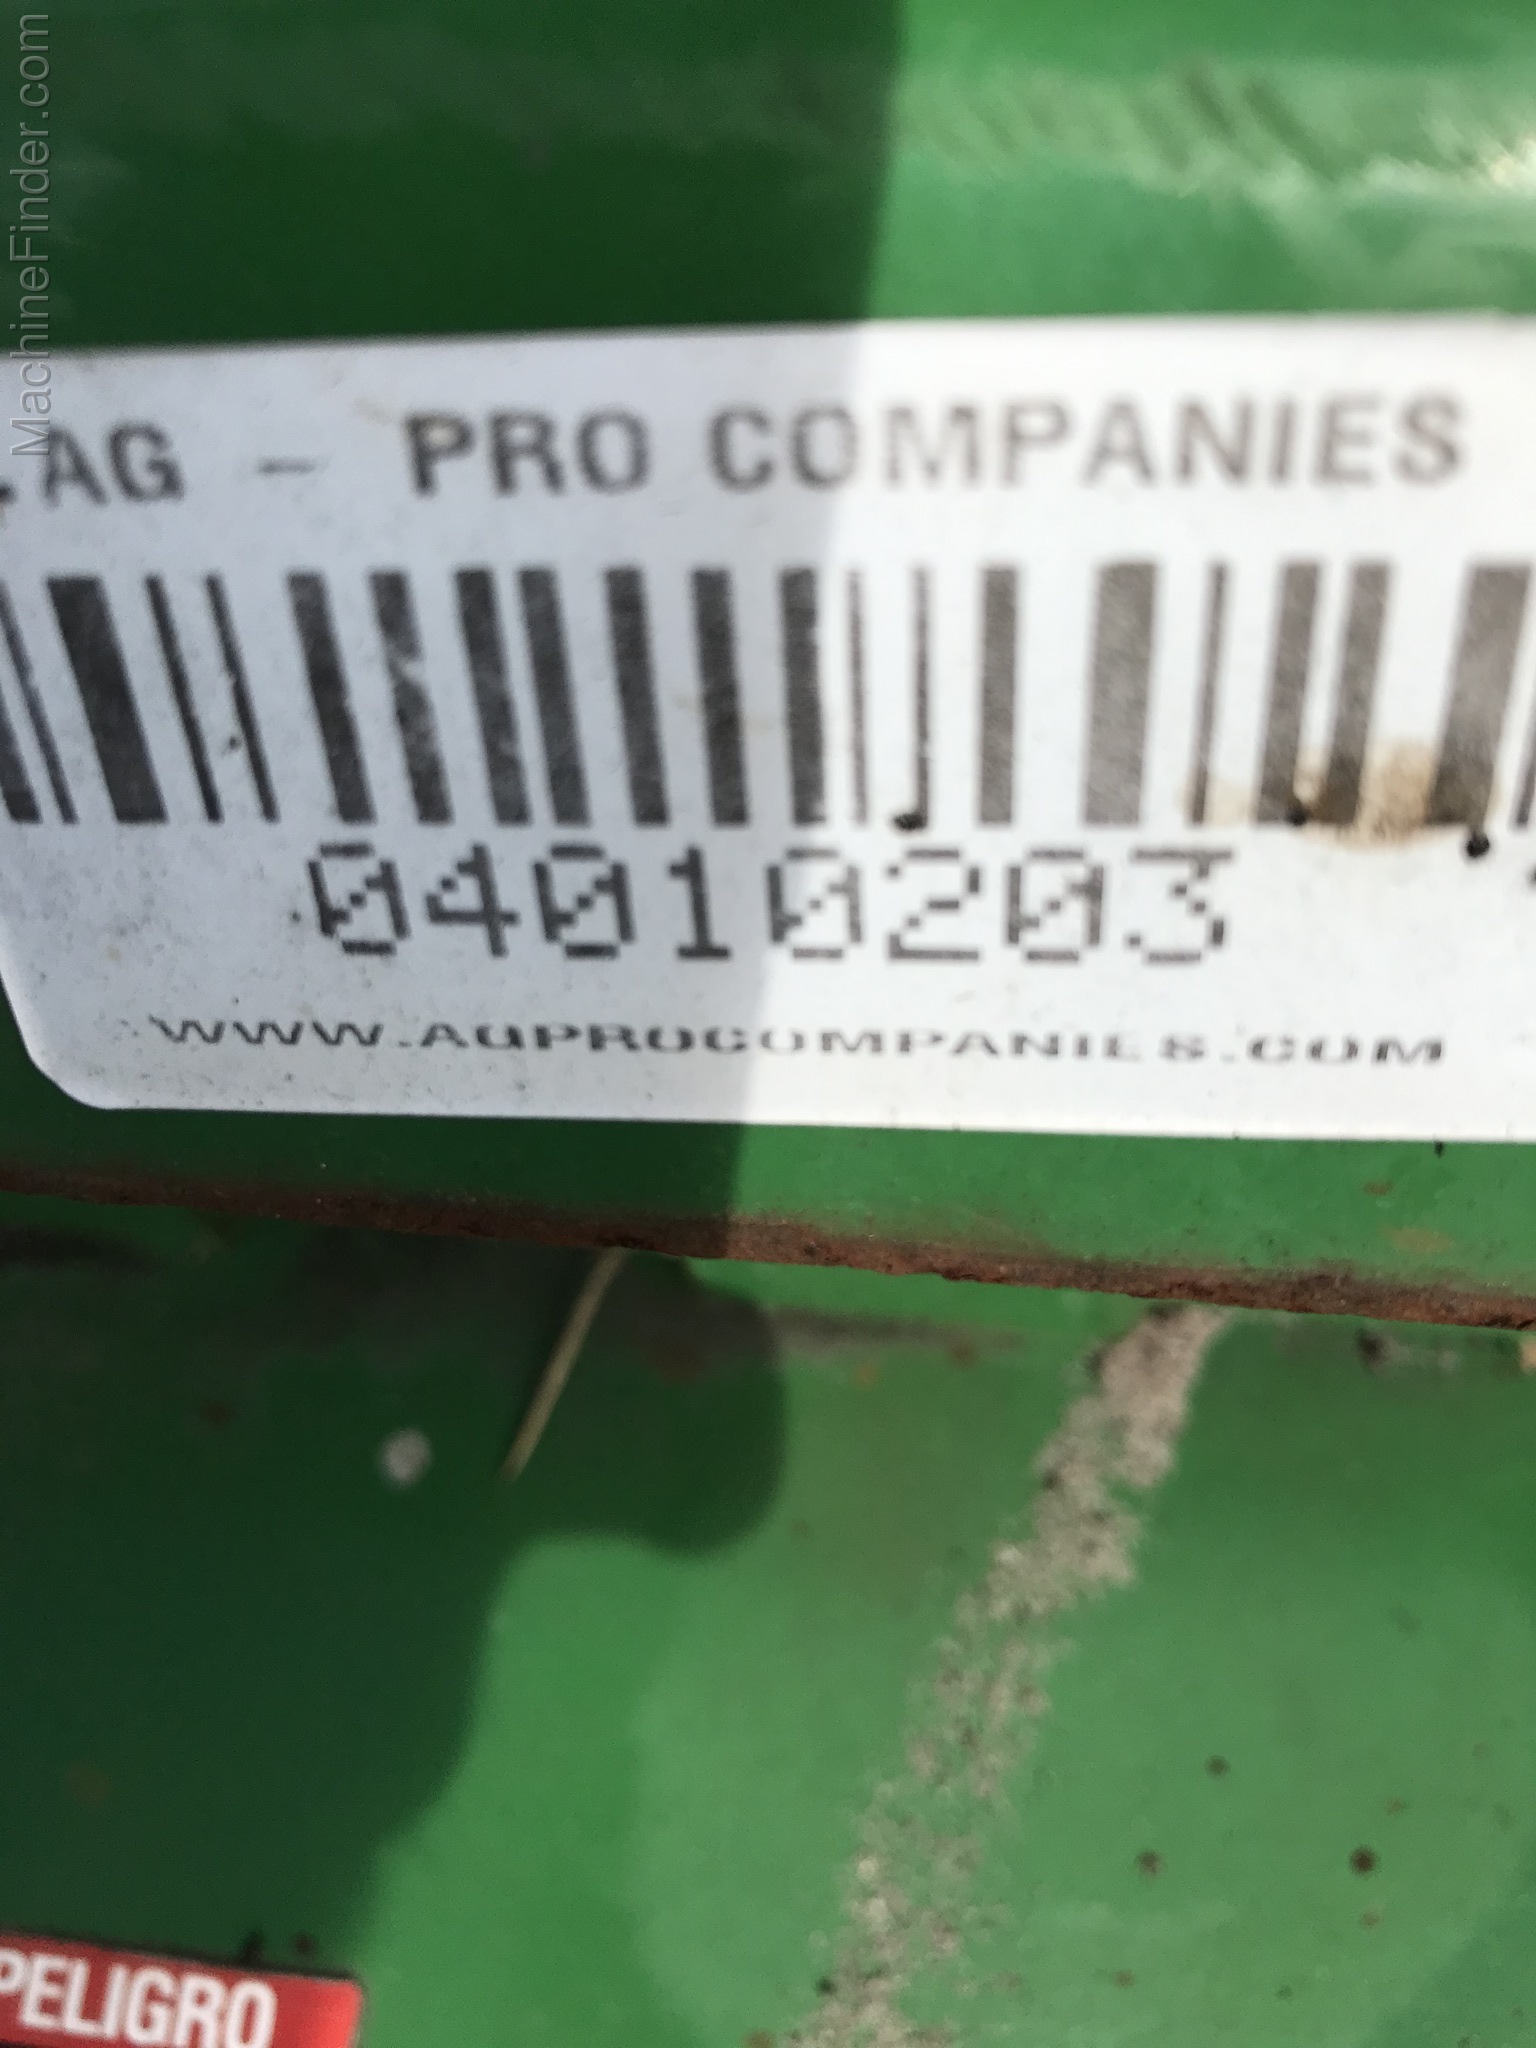 MachineFinder.com
AG - PRO COMPANIES
04010203
WWW.AGPROCOMPANIES.COM
PELIGRO